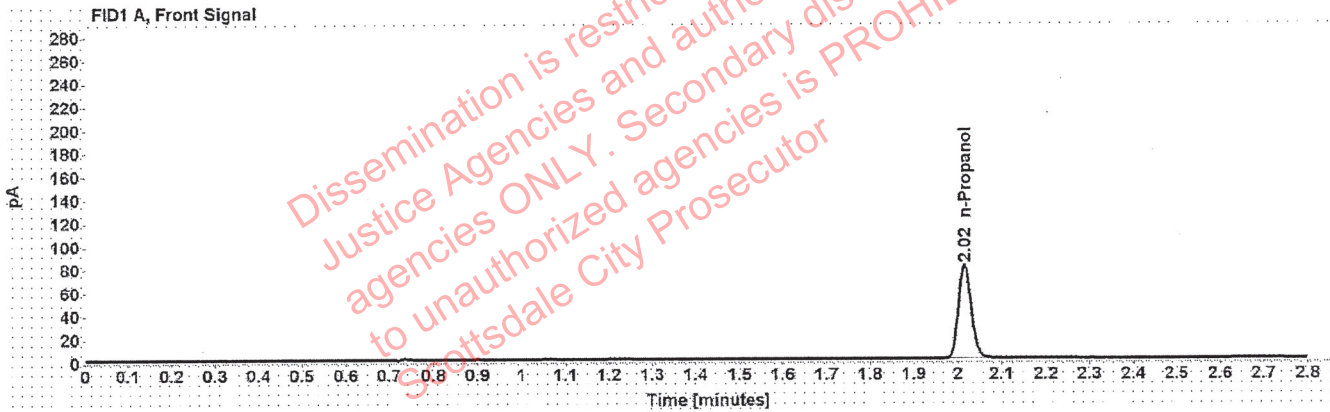 FID1 A, Front Signal
280
260
240
220
200
180
160
140
120
100
80
60
40
20
0
pA
2.02 n-Propanol
0 0.1 0.2 0.3 0.4 0.5 0.6 0.7 0.8 0.9 1 1.1 1.2 1.3 1.4 1.5 1.6 1.7 1.8 1.9 2 2.1 2.2 2.3 2.4 2.5 2.6 2.7 2.8
Time [minutes]
Dissemination is
Justice Agencies and
agencies ONLY. Secondary
to unauthorized agencies is
Scottsdale City Prosecutor